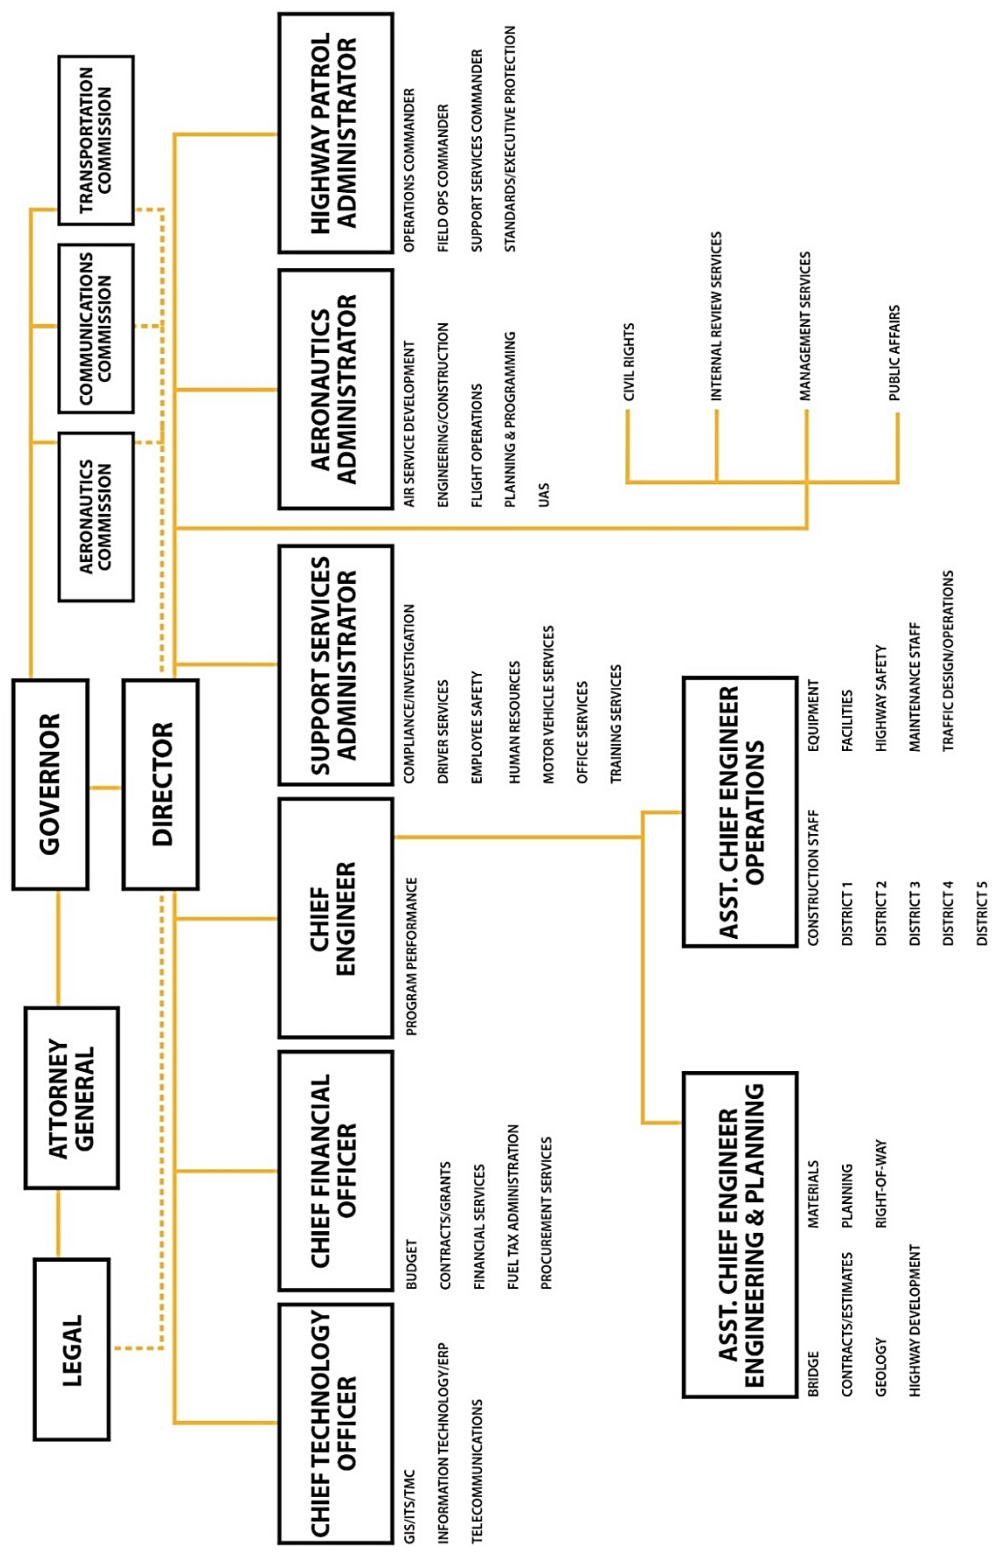 GOVERNOR
ATTORNEY
GENERAL
LEGAL
AERONAUTICS
COMMISSION
COMMUNICATIONS
COMMISSION
TRANSPORTATION
COMMISSION
DIRECTOR
CHIEF TECHNOLOGY
OFFICER
GIS/ITS/TMC
INFORMATION TECHNOLOGY/ERP
TELECOMMUNICATIONS
CHIEF FINANCIAL
OFFICER
BUDGET
CONTRACTS/GRANTS
FINANCIAL SERVICES
FUEL TAX ADMINISTRATION
PROCUREMENT SERVICES
CHIEF
ENGINEER
PROGRAM PERFORMANCE
SUPPORT SERVICES
ADMINISTRATOR
COMPLIANCE/INVESTIGATION
DRIVER SERVICES
EMPLOYEE SAFETY
HUMAN RESOURCES
MOTOR VEHICLE SERVICES
OFFICE SERVICES
TRAINING SERVICES
AERONAUTICS
ADMINISTRATOR
AIR SERVICE DEVELOPMENT
ENGINEERING/CONSTRUCTION
FLIGHT OPERATIONS
PLANNING & PROGRAMMING
UAS
HIGHWAY PATROL
ADMINISTRATOR
OPERATIONS COMMANDER
FIELD OPS COMMANDER
SUPPORT SERVICES COMMANDER
STANDARDS/EXECUTIVE PROTECTION
CIVIL RIGHTS
INTERNAL REVIEW SERVICES
MANAGEMENT SERVICES
PUBLIC AFFAIRS
ASST. CHIEF ENGINEER
ENGINEERING & PLANNING
BRIDGE
CONTRACTS/ESTIMATES
GEOLOGY
HIGHWAY DEVELOPMENT
MATERIALS
PLANNING
RIGHT-OF-WAY
ASST. CHIEF ENGINEER
OPERATIONS
CONSTRUCTION STAFF
DISTRICT 1
DISTRICT 2
DISTRICT 3
DISTRICT 4
DISTRICT 5
EQUIPMENT
FACILITIES
HIGHWAY SAFETY
MAINTENANCE STAFF
TRAFFIC DESIGN/OPERATIONS